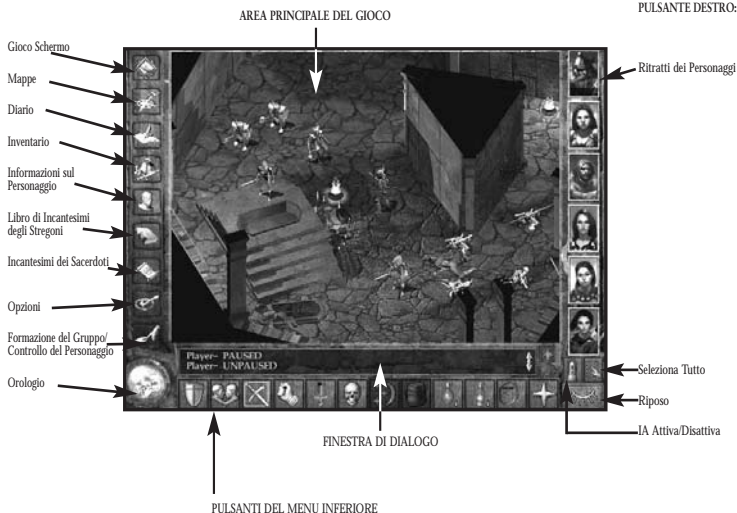 PULSANTE DESTRO:
AREA PRINCIPALE DEL GIOCO
Gioco Schermo
Mappe
Diario
Inventario
Informazioni sul
Personaggio
Libro di Incantesimi
degli Stregoni
Incantesimi dei Sacerdoti
Opzioni
Formazione del Gruppo/
Controllo del Personaggio
Orologio
Ritratti dei Personaggi
Player- PAUSED
Player- UNPAUSED
Seleziona Tutto
Riposo
IA Attiva/Disattiva
FINESTRA DI DIALOGO
PULSANTI DEL MENU INFERIORE